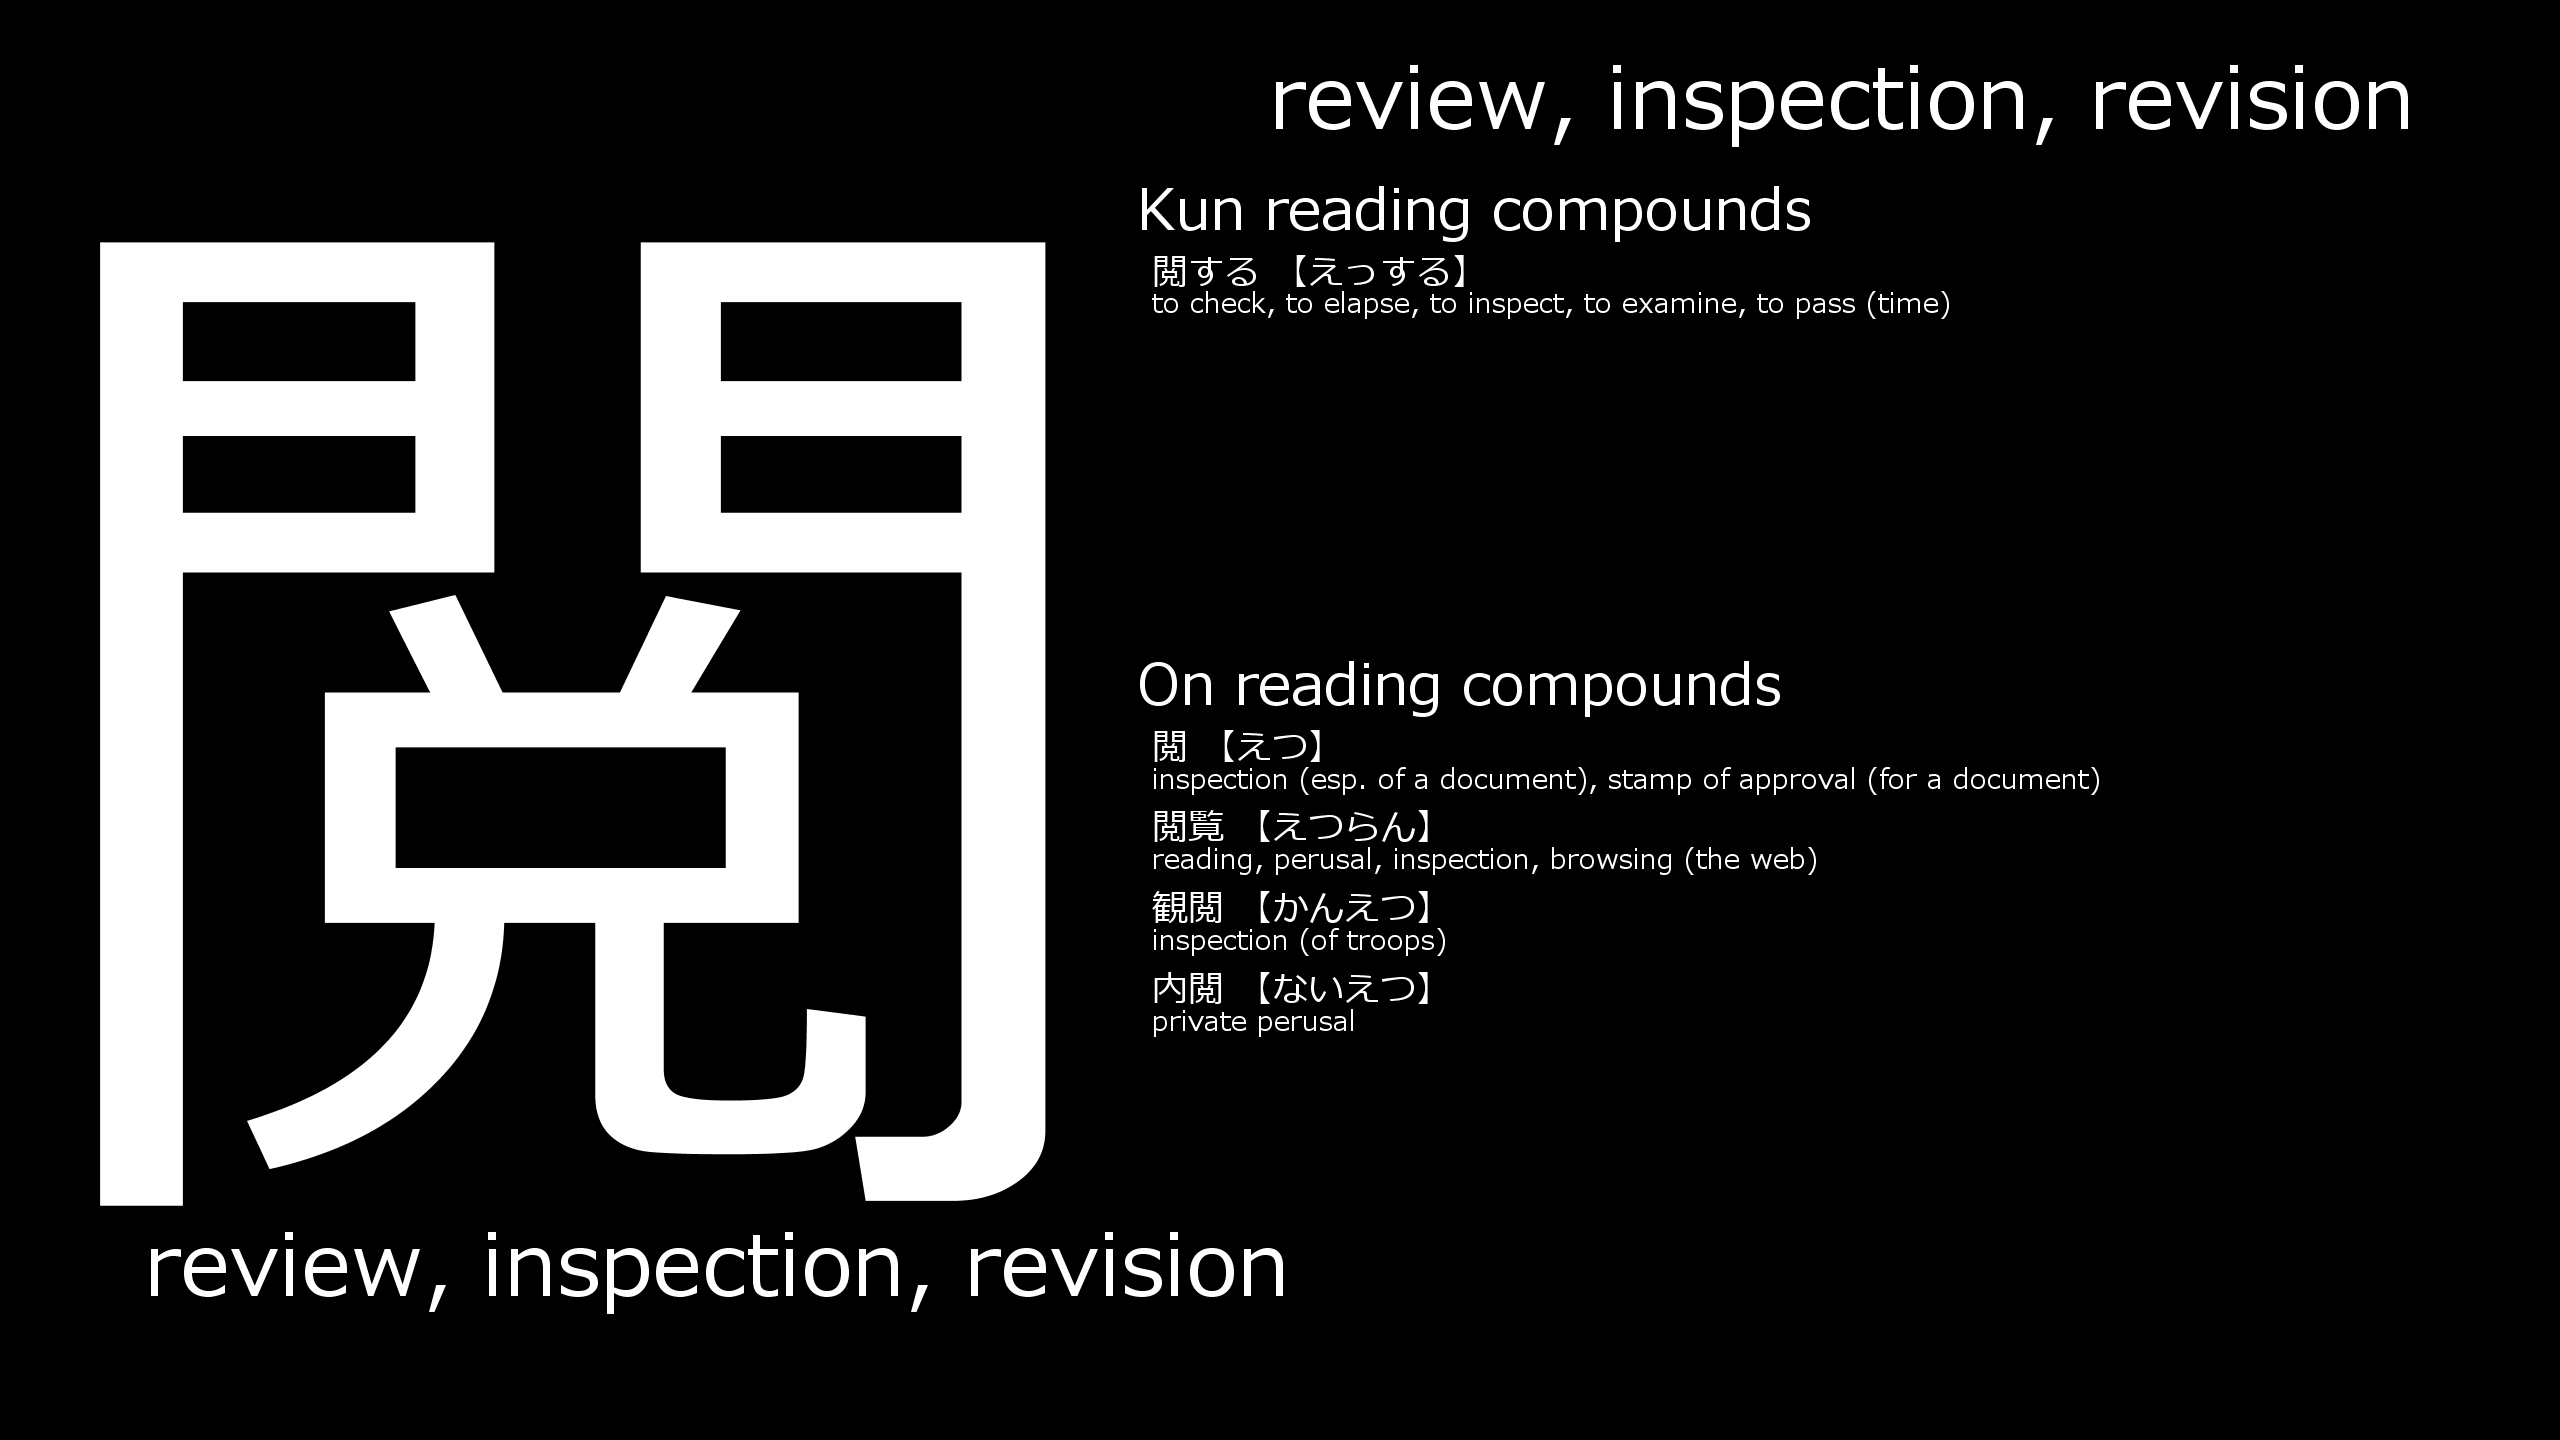 review, inspection, revision
閲
Kun reading compounds
閲する 【えっする】
to check, to elapse, to inspect, to examine, to pass (time)
On reading compounds
閲 【えつ】
inspection (esp. of a document), stamp of approval (for a document)
閲覧 【えつらん】
reading, perusal, inspection, browsing (the web)
観閲 【かんえつ】
inspection (of troops)
内閲 【ないえつ】
private perusal
review, inspection, revision